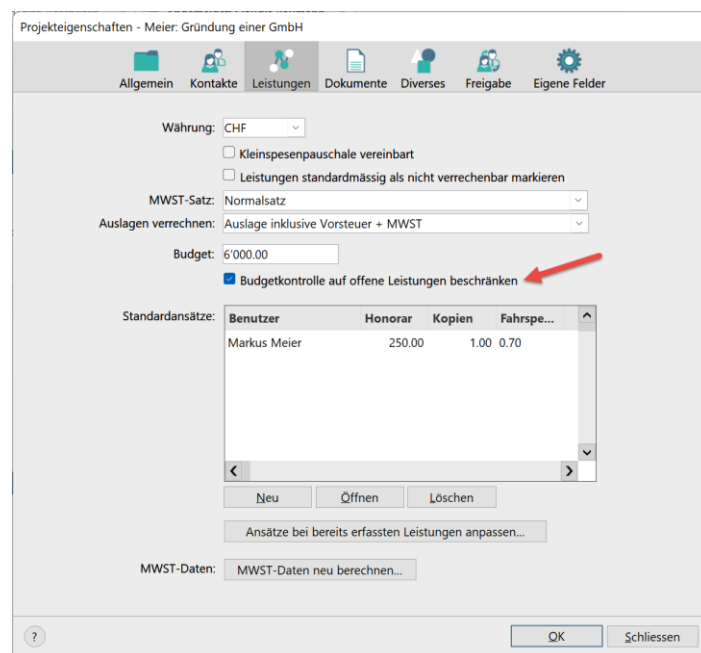 Projekteigenschaften - Meier: Gründung einer GmbH
Allgemein Kontakte Leistungen Dokumente Diverses Freigabe Eigene Felder
Währung: CHF
Kleinspesenpauschale vereinbart
Leistungen standardmässig als nicht verrechenbar markieren
MWST-Satz: Normalsatz
Auslagen verrechnen: Auslage inklusive Vorsteuer + MWST
Budget: 6'000.00
Budgetkontrolle auf offene Leistungen beschränken
Standardansätze: Benutzer Honorar Kopien Fahrspe...
Markus Meier 250.00 1.00 0.70
Neu Öffnen Löschen
Ansätze bei bereits erfassten Leistungen anpassen...
MWST-Daten: MWST-Daten neu berechnen...
? OK Schliessen